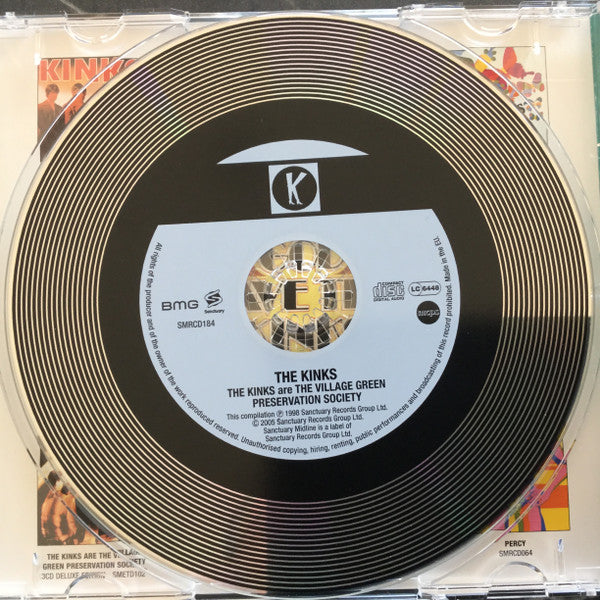 KINKS
K
All rights of the producer and of the owner of the work reproduced reserved. Unauthorised copying, hiring, renting, public performances and broadcasting of this record prohibited. Made in the EU.
BMG
Sanctuary
SMRCD184
COMPACT
disc
DIGITAL AUDIO
LC 6448
THE KINKS
THE KINKS are THE VILLAGE GREEN
PRESERVATION SOCIETY
This compilation ℗ 1998 Sanctuary Records Group Ltd.
© 2005 Sanctuary Records Group Ltd.
Sanctuary Midline is a label of
Sanctuary Records Group Ltd.
THE KINKS ARE THE VILLAGE
GREEN PRESERVATION SOCIETY
3CD DELUXE EDITION SMETD102
PERCY
SMRCD064